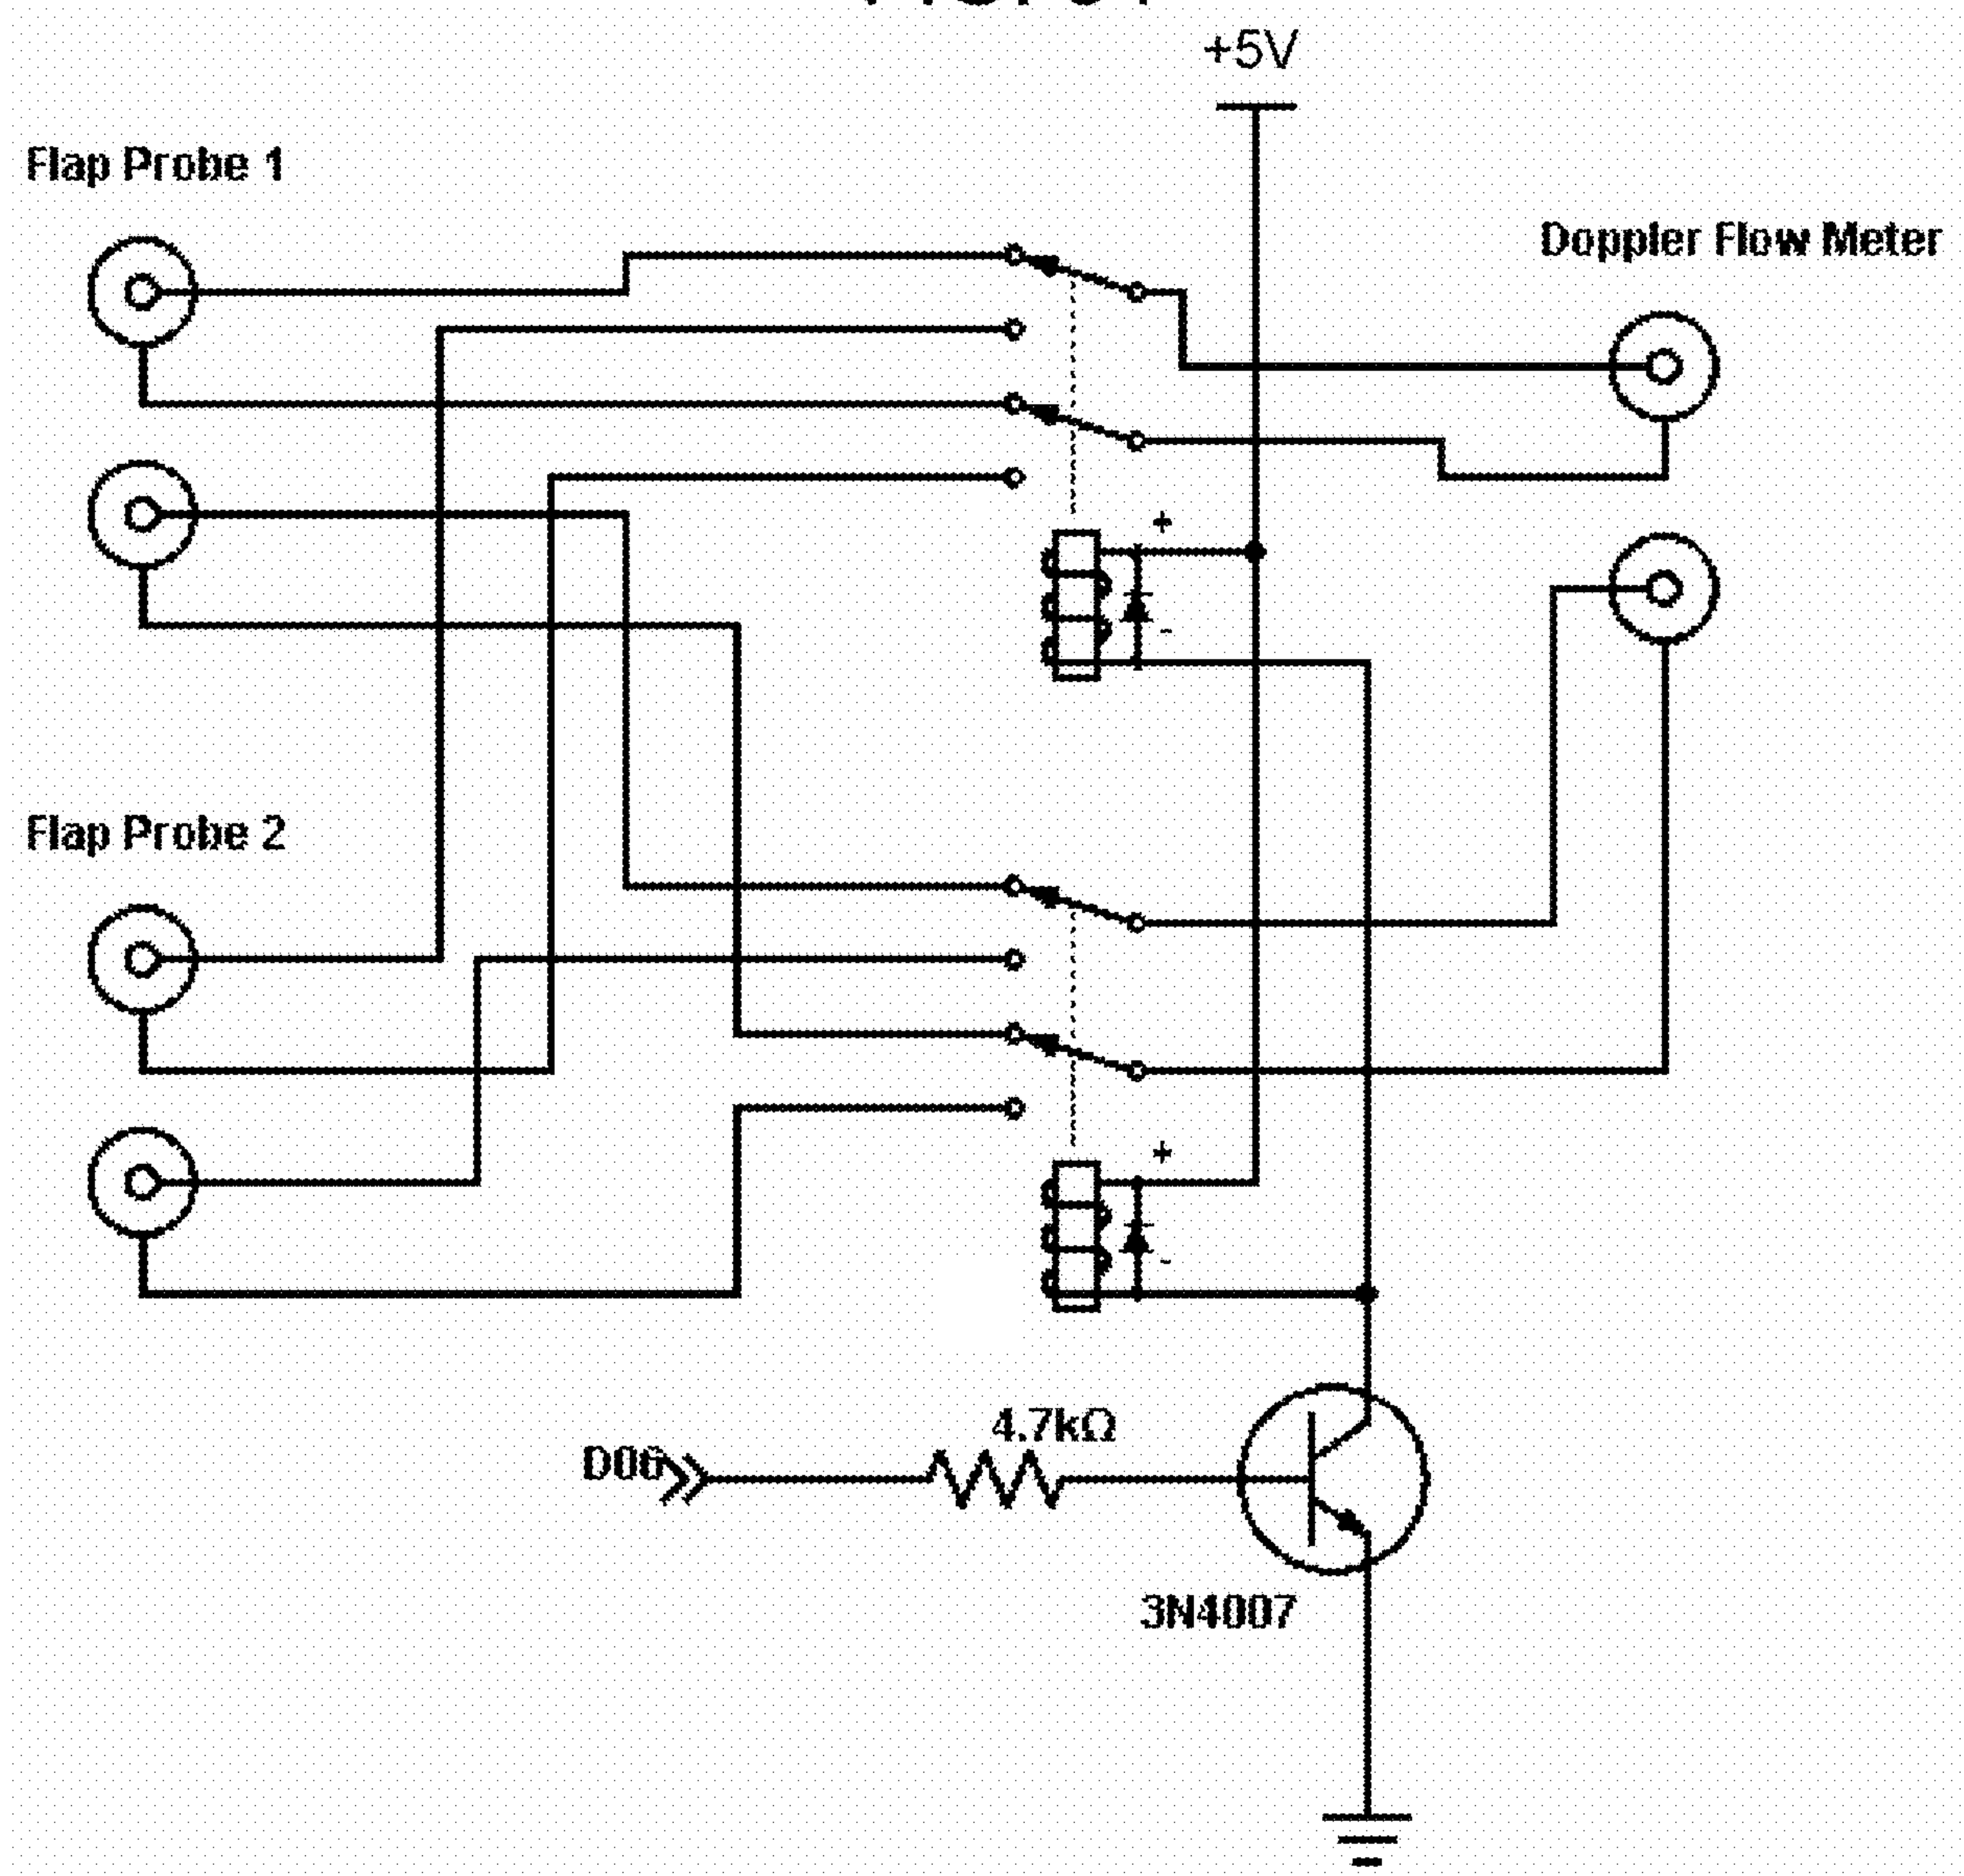 +5V
Flap Probe 1
Doppler Flow Meter
+
-
Flap Probe 2
+
-
4.7kΩ
D06
3N4007